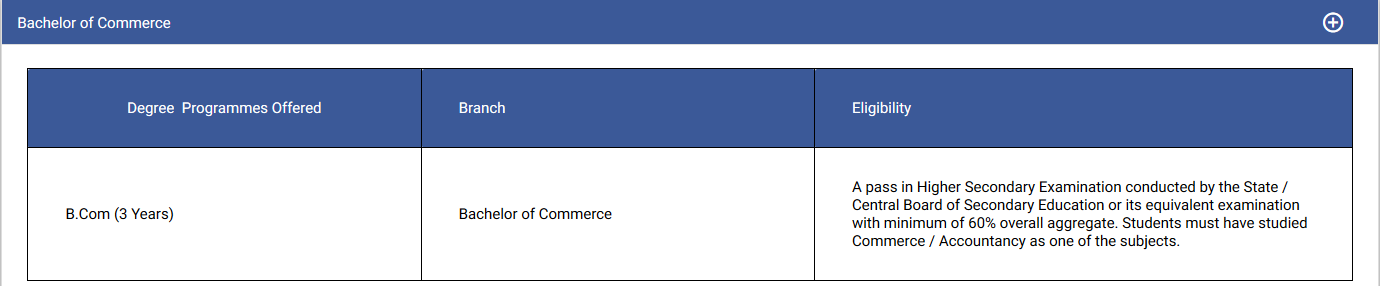 Bachelor of Commerce
Degree  Programmes Offered
Branch
Eligibility
B.Com (3 Years)
Bachelor of Commerce
A pass in Higher Secondary Examination conducted by the State /
Central Board of Secondary Education or its equivalent examination
with minimum of 60% overall aggregate. Students must have studied
Commerce / Accountancy as one of the subjects.